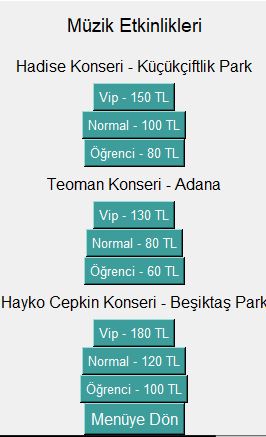 Müzik Etkinlikleri
Hadise Konseri - Küçükçiftlik Park
Vip - 150 TL
Normal - 100 TL
Öğrenci - 80 TL
Teoman Konseri - Adana
Vip - 130 TL
Normal - 80 TL
Öğrenci - 60 TL
Hayko Cepkin Konseri - Beşiktaş Park
Vip - 180 TL
Normal - 120 TL
Öğrenci - 100 TL
Menüye Dön